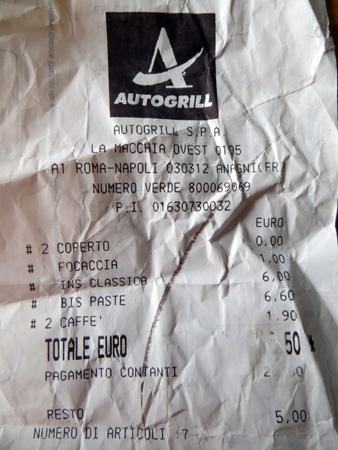 AUTOGRILL
AUTOGRILL S.P.A.
LA MACCHIA OVEST 0105
A1 ROMA-NAPOLI 030312 ANAGNI(FR)
NUMERO VERDE 800069069
P.I. 01630730032
EURO
# 2 COPERTO 0,00
# FOCACCIA 1,00
# INS.CLASSICA 6,00
# BIS PASTE 6,60
# 2 CAFFE' 1,90
TOTALE EURO
PAGAMENTO CONTANTI
RESTO 5,00
NUMERO DI ARTICOLI :7